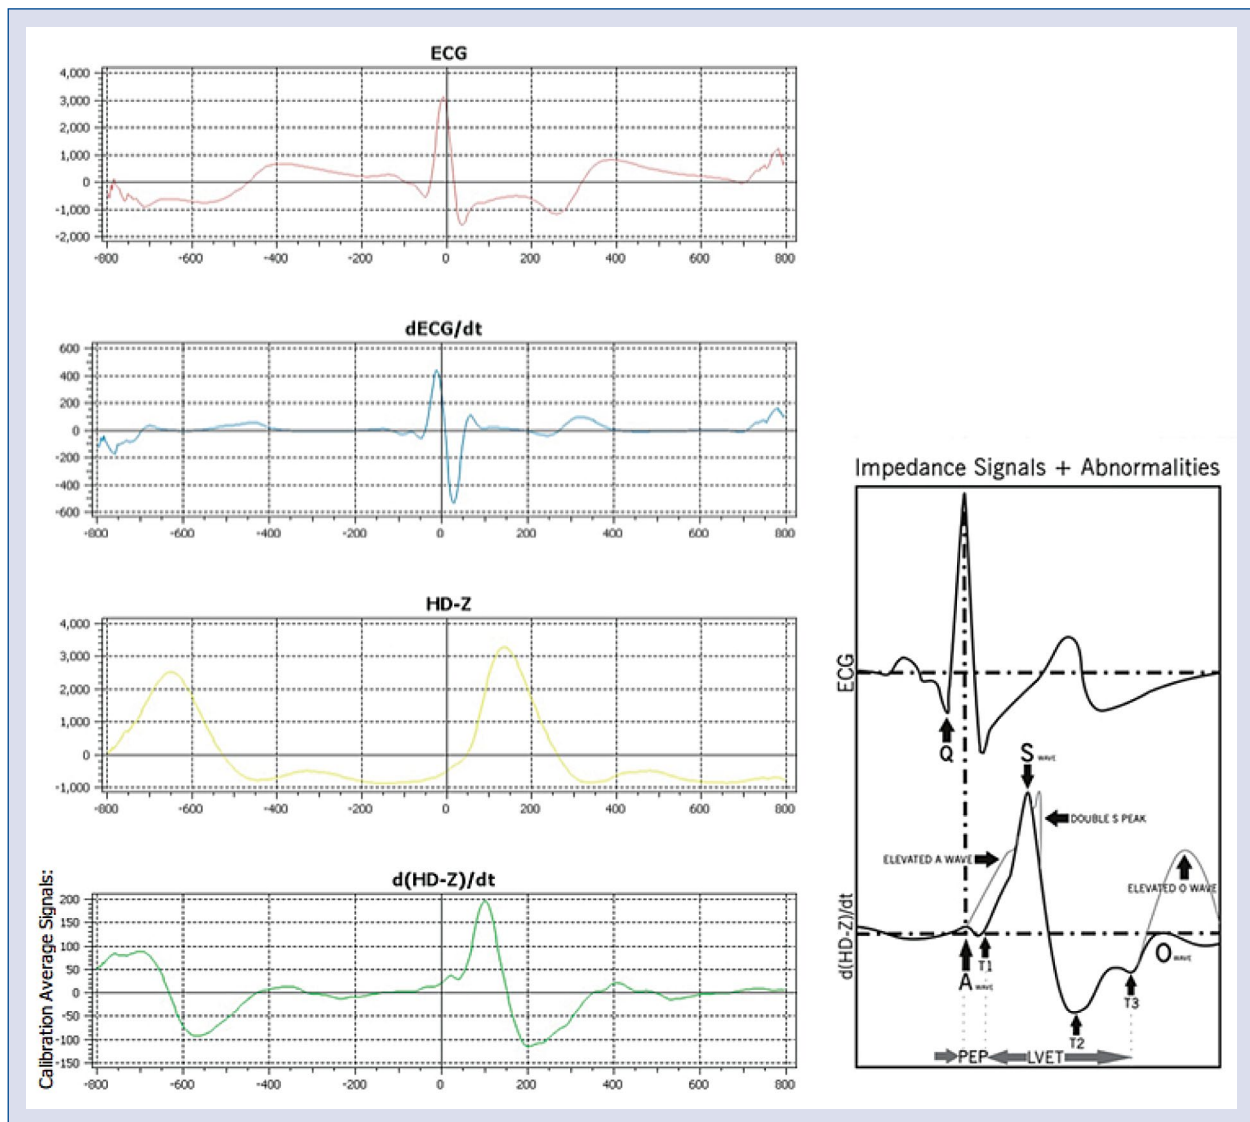 ECG
4,000
3,000
2,000
1,000
0
-1,000
-2,000
-800 -600 -400 -200 0 200 400 600 800
dECG/dt
600
400
200
0
-200
-400
-600
-800 -600 -400 -200 0 200 400 600 800
HD-Z
4,000
3,000
2,000
1,000
0
-1,000
-800 -600 -400 -200 0 200 400 600 800
Calibration Average Signals:
d(HD-Z)/dt
200
150
100
50
0
-50
-100
-150
-800 -600 -400 -200 0 200 400 600 800
Impedance Signals + Abnormalities
ECG
Q
S WAVE
DOUBLE S PEAK
ELEVATED A WAVE
ELEVATED O WAVE
d(HD-Z)/dt
O WAVE
T1
A WAVE
T3
T2
PEP LVET